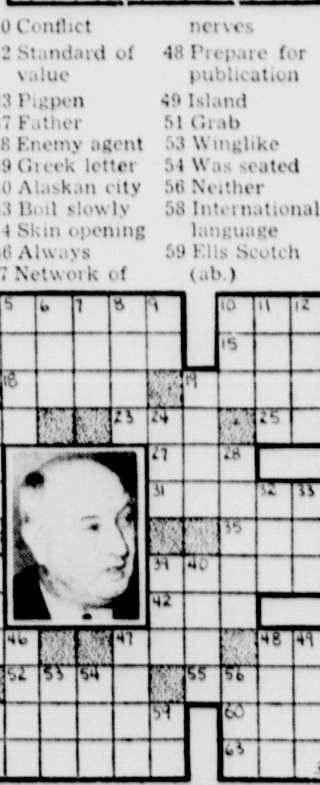 0 Conflict
2 Standard of
value
3 Pigpen
7 Father
8 Enemy agent
9 Greek letter
0 Alaskan city
3 Boil slowly
4 Skin opening
6 Always
7 Network of
nerves
48 Prepare for
publication
49 Island
51 Grab
53 Winglike
54 Was seated
56 Neither
58 International
language
59 Ells Scotch
(ab.)
5 6 7 8 9 10 11 12
15
18 19
23 24 25
27 28
31 32 33
35
39 40
42
46 47 48 49
52 53 54 55 56
59 60
63